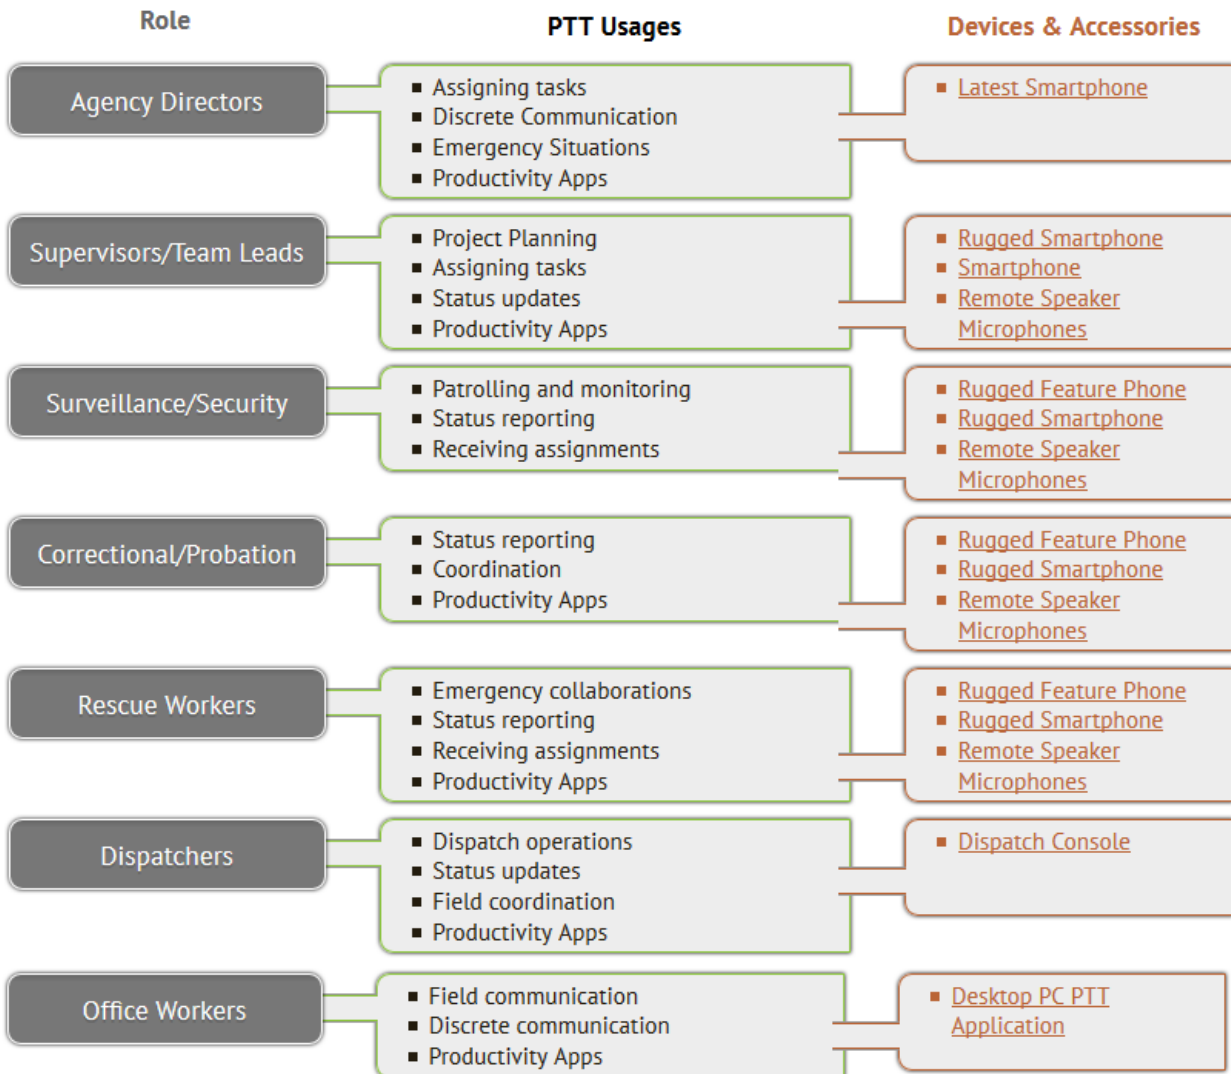 Role
PTT Usages
Devices & Accessories
Agency Directors
Assigning tasks
Discrete Communication
Emergency Situations
Productivity Apps
Latest Smartphone
Supervisors/Team Leads
Project Planning
Assigning tasks
Status updates
Productivity Apps
Rugged Smartphone
Smartphone
Remote Speaker
Microphones
Surveillance/Security
Patrolling and monitoring
Status reporting
Receiving assignments
Rugged Feature Phone
Rugged Smartphone
Remote Speaker
Microphones
Correctional/Probation
Status reporting
Coordination
Productivity Apps
Rugged Feature Phone
Rugged Smartphone
Remote Speaker
Microphones
Rescue Workers
Emergency collaborations
Status reporting
Receiving assignments
Productivity Apps
Rugged Feature Phone
Rugged Smartphone
Remote Speaker
Microphones
Dispatchers
Dispatch operations
Status updates
Field coordination
Productivity Apps
Dispatch Console
Office Workers
Field communication
Discrete communication
Productivity Apps
Desktop PC PTT
Application